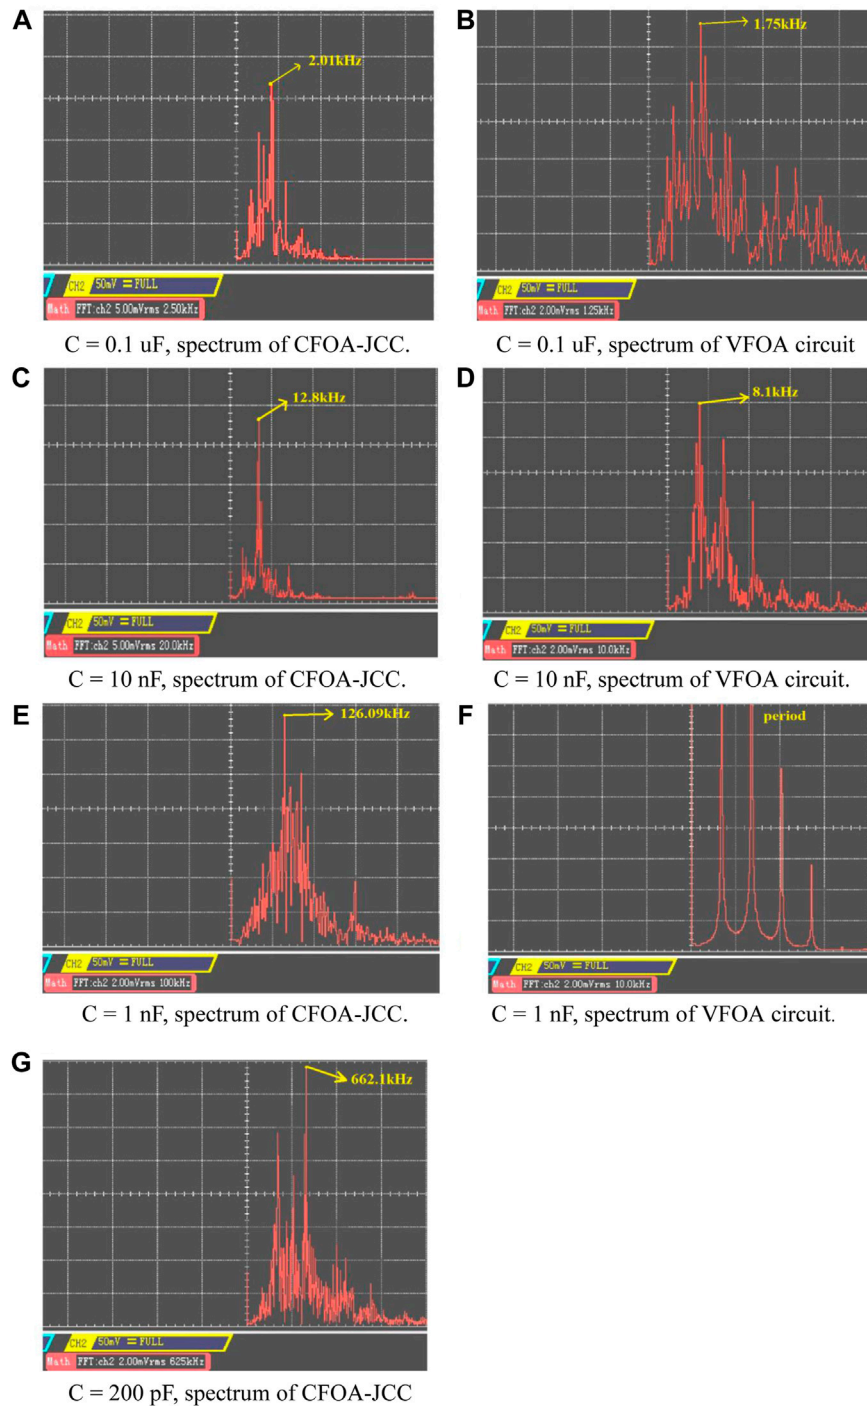 A
2.01kHz
CH2 50mV = FULL
Math FFT:ch2 5.00mVrms 2.50kHz
C = 0.1 uF, spectrum of CFOA-JCC.
B
1.75kHz
CH2 50mV = FULL
Math FFT:ch2 2.00mVrms 1.25kHz
C = 0.1 uF, spectrum of VFOA circuit
C
12.8kHz
CH2 50mV = FULL
Math FFT:ch2 5.00mVrms 20.0kHz
C = 10 nF, spectrum of CFOA-JCC.
D
8.1kHz
CH2 50mV = FULL
Math FFT:ch2 2.00mVrms 10.0kHz
C = 10 nF, spectrum of VFOA circuit.
E
126.09kHz
CH2 50mV = FULL
Math FFT:ch2 2.00mVrms 100kHz
C = 1 nF, spectrum of CFOA-JCC.
F
period
CH2 50mV = FULL
Math FFT:ch2 2.00mVrms 10.0kHz
C = 1 nF, spectrum of VFOA circuit.
G
662.1kHz
CH2 50mV = FULL
Math FFT:ch2 2.00mVrms 625kHz
C = 200 pF, spectrum of CFOA-JCC